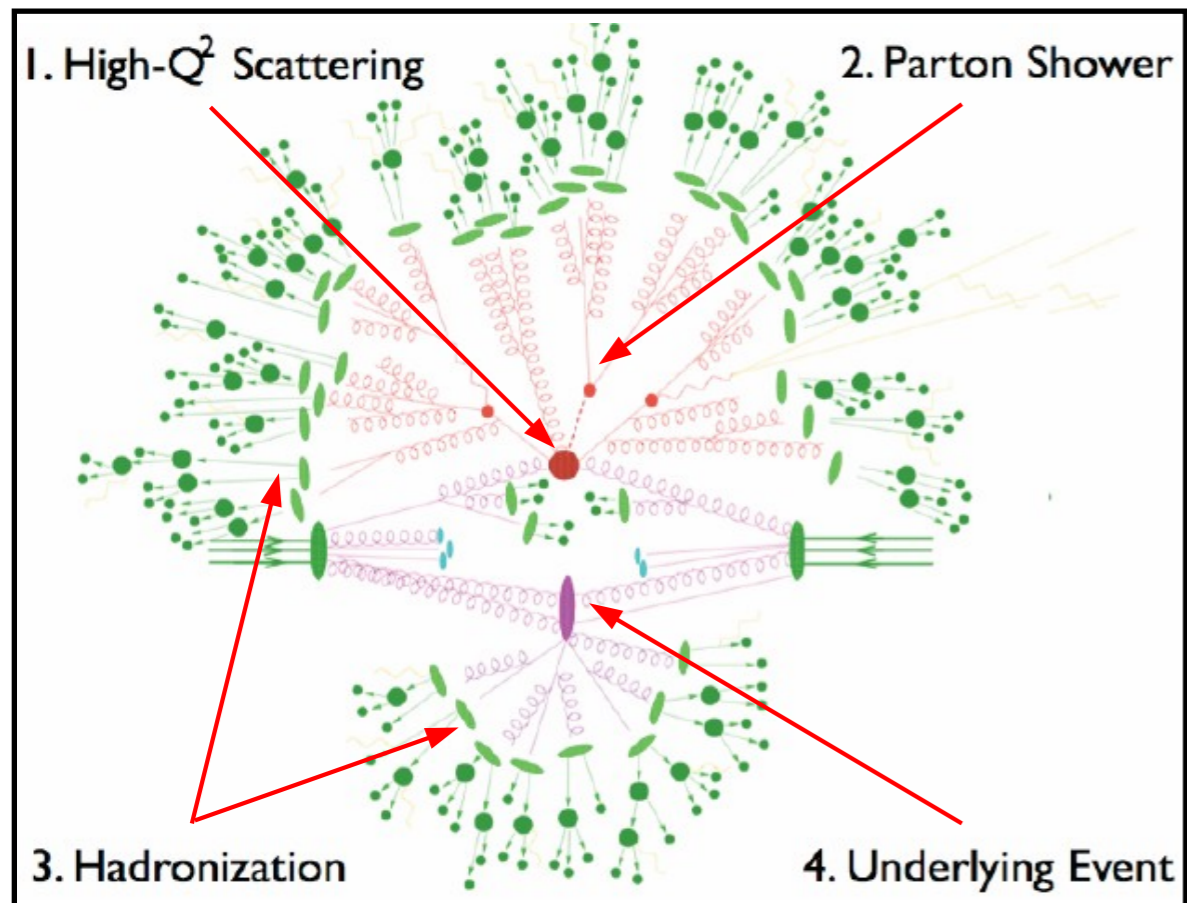 1. High-Q² Scattering
2. Parton Shower
3. Hadronization
4. Underlying Event